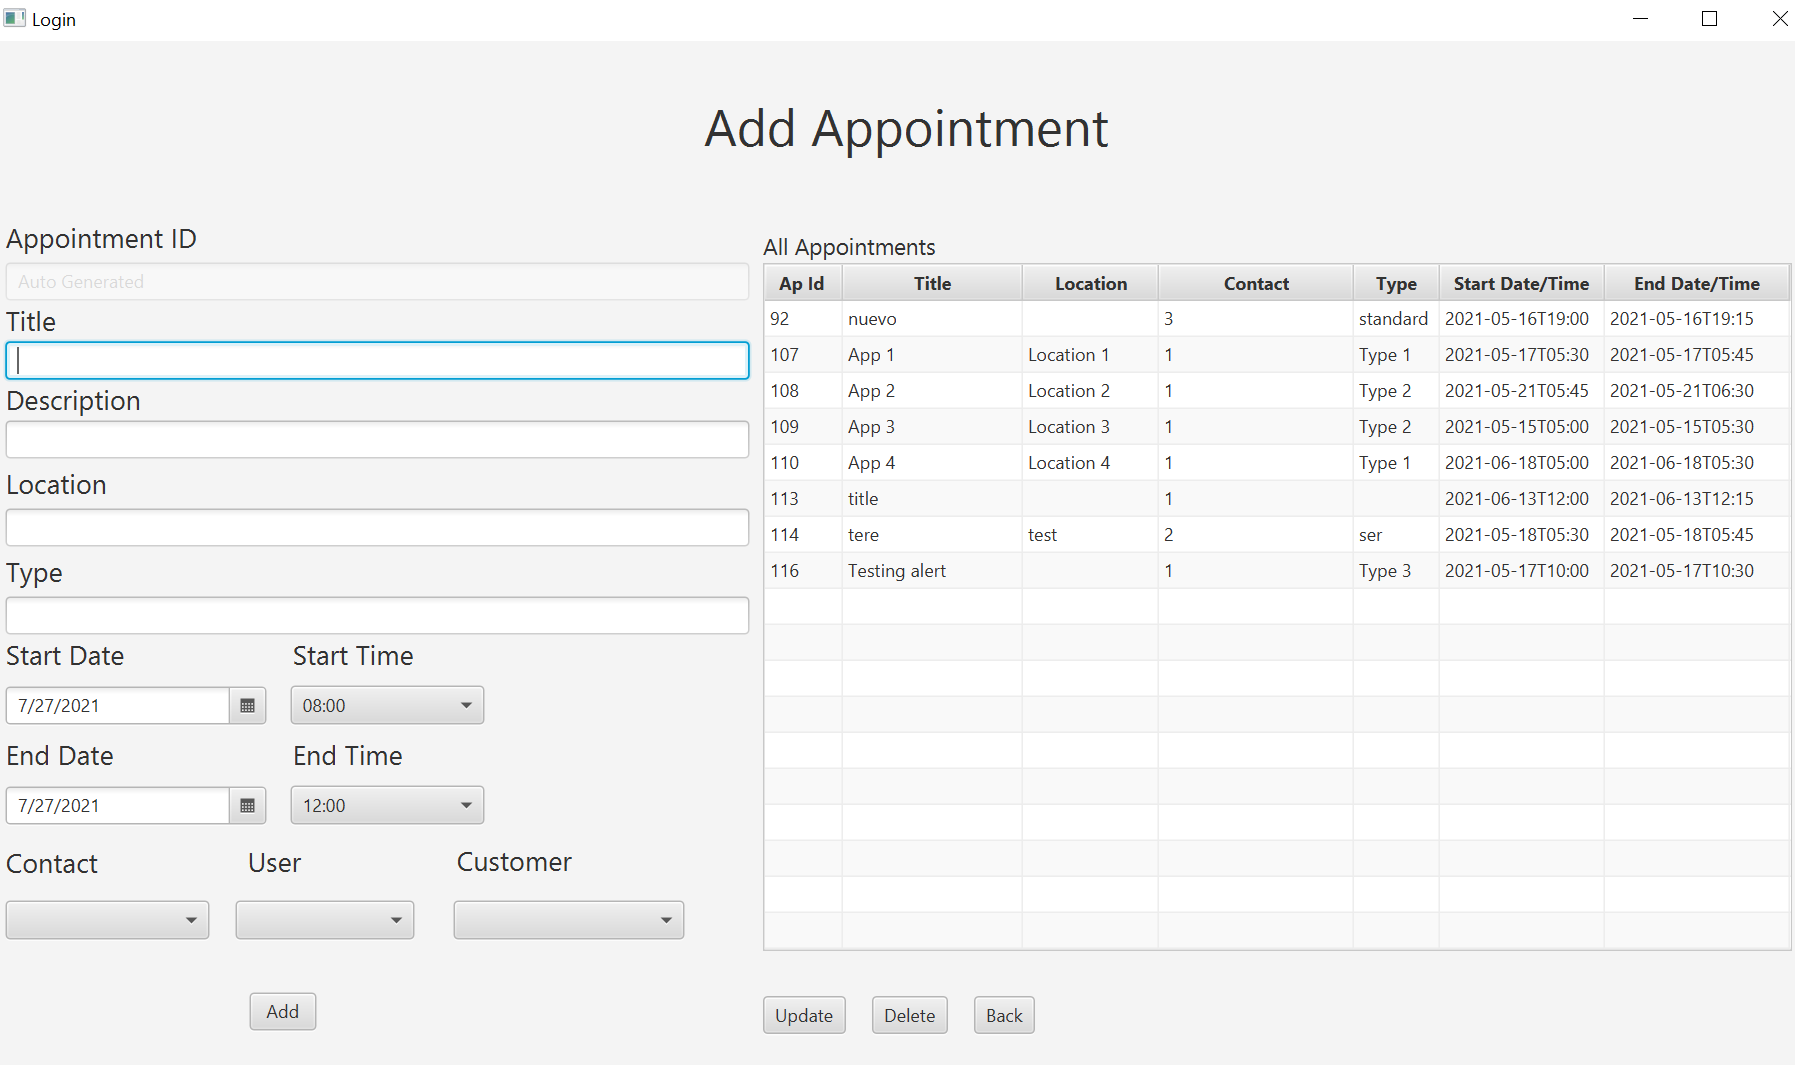 Login
Add Appointment
Appointment ID
Auto Generated
Title
Description
Location
Type
Start Date Start Time
7/27/2021 08:00
End Date End Time
7/27/2021 12:00
Contact User Customer
Add
All Appointments
Ap Id Title Location Contact Type Start Date/Time End Date/Time
92 nuevo 3 standard 2021-05-16T19:00 2021-05-16T19:15
107 App 1 Location 1 1 Type 1 2021-05-17T05:30 2021-05-17T05:45
108 App 2 Location 2 1 Type 2 2021-05-21T05:45 2021-05-21T06:30
109 App 3 Location 3 1 Type 2 2021-05-15T05:00 2021-05-15T05:30
110 App 4 Location 4 1 Type 1 2021-06-18T05:00 2021-06-18T05:30
113 title 1 2021-06-13T12:00 2021-06-13T12:15
114 tere test 2 ser 2021-05-18T05:30 2021-05-18T05:45
116 Testing alert 1 Type 3 2021-05-17T10:00 2021-05-17T10:30
Update Delete Back